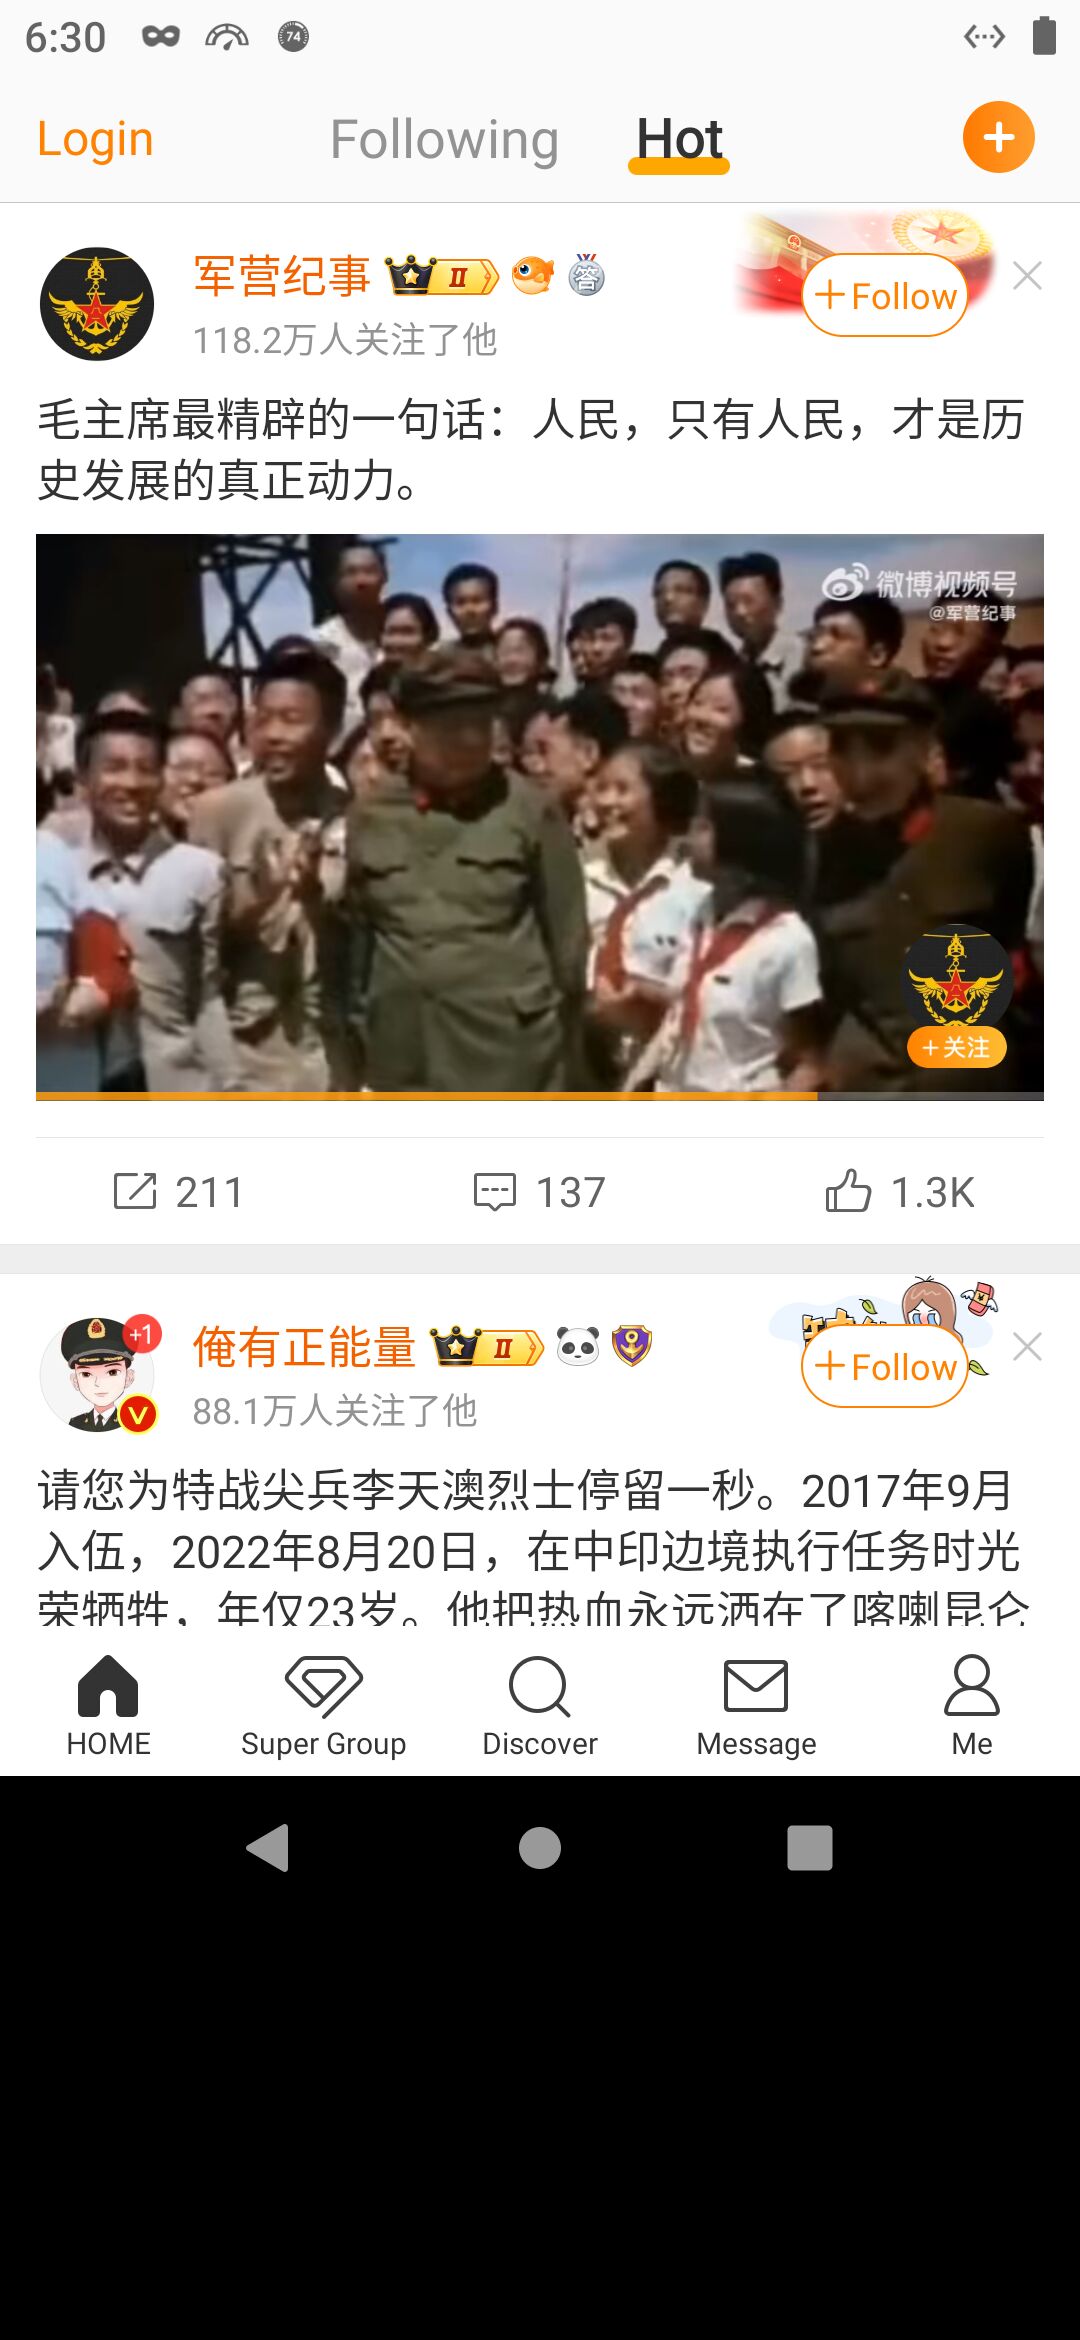 6:30
74
Login
Following
Hot
军营纪事
II
答
Follow
118.2万人关注了他
毛主席最精辟的一句话：人民，只有人民，才是历
史发展的真正动力。
微博视频号
@军营纪事
+关注
211
137
1.3K
+1
俺有正能量
II
Follow
V
88.1万人关注了他
请您为特战尖兵李天澳烈士停留一秒。2017年9月
入伍，2022年8月20日，在中印边境执行任务时光
荣牺牲，年仅23岁。他把热血永远洒在了喀喇昆仑
HOME
Super Group
Discover
Message
Me